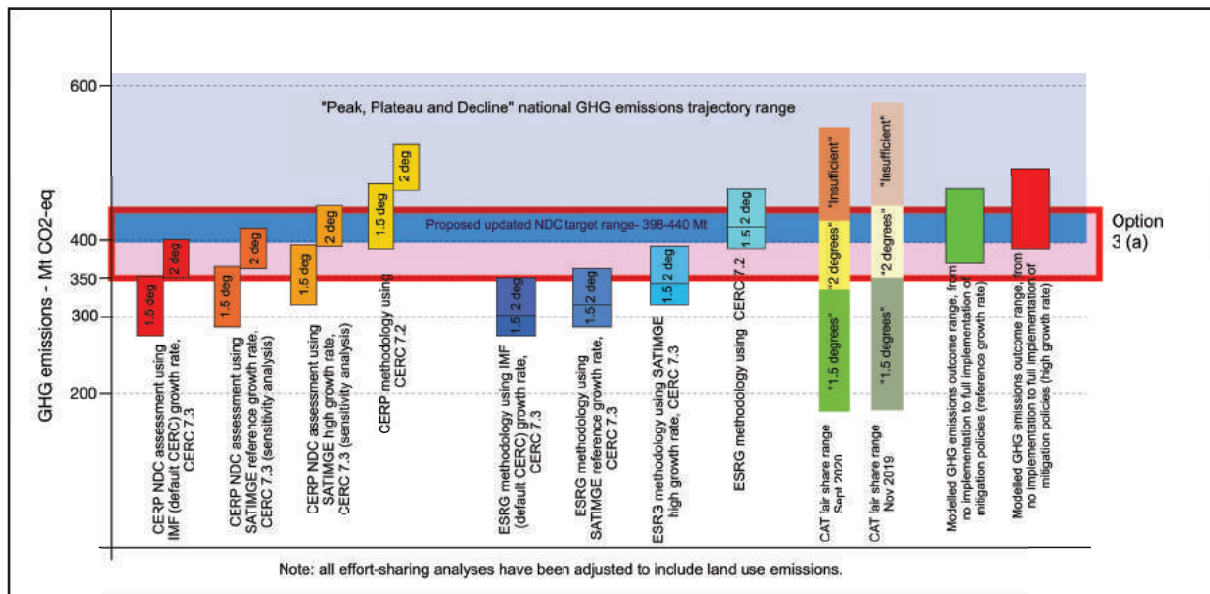 600
400
350
300
200
GHG emissions - Mt CO2-eq
"Peak, Plateau and Decline" national GHG emissions trajectory range
Proposed updated NDC target range- 398-440 Mt
Option
3 (a)
1.5 deg
2 deg
1.5 deg
2 deg
1.5 deg
2 deg
1.5 deg
2 deg
1.5 2 deg
1.5 2 deg
1.5 2 deg
1.5 2 deg
"1.5 degrees"
"2 degrees"
"Insufficient"
"1.5 degrees"
"2 degrees"
"Insufficient"
CERP NDC assessment using
IMF (default CERC) growth rate,
CERC 7.3
CERP NDC assessment using
SATIMGE reference growth rate,
CERC 7.3 (sensitivity analysis)
CERP NDC assessment using
SATIMGE high growth rate,
CERC 7.3 (sensitivity analysis)
CERP methodology using
CERC 7.2
ESRG methodology using IMF
(default CERC) growth rate,
CERC 7.3
ESRG methodology using
SATIMGE reference growth rate,
CERC 7.3
ESRG methodology using SATIMGE
high growth rate, CERC 7.3
ESRG methodology using CERC 7.2
CAT fair share range
Sept 2020
CAT fair share range
Nov 2019
Modelled GHG emissions outcome range, from
no implementation to full implementation of
mitigation policies (reference growth rate)
Modelled GHG emissions outcome range, from
no implementation to full implementation of
mitigation policies (high growth rate)
Note: all effort-sharing analyses have been adjusted to include land use emissions.